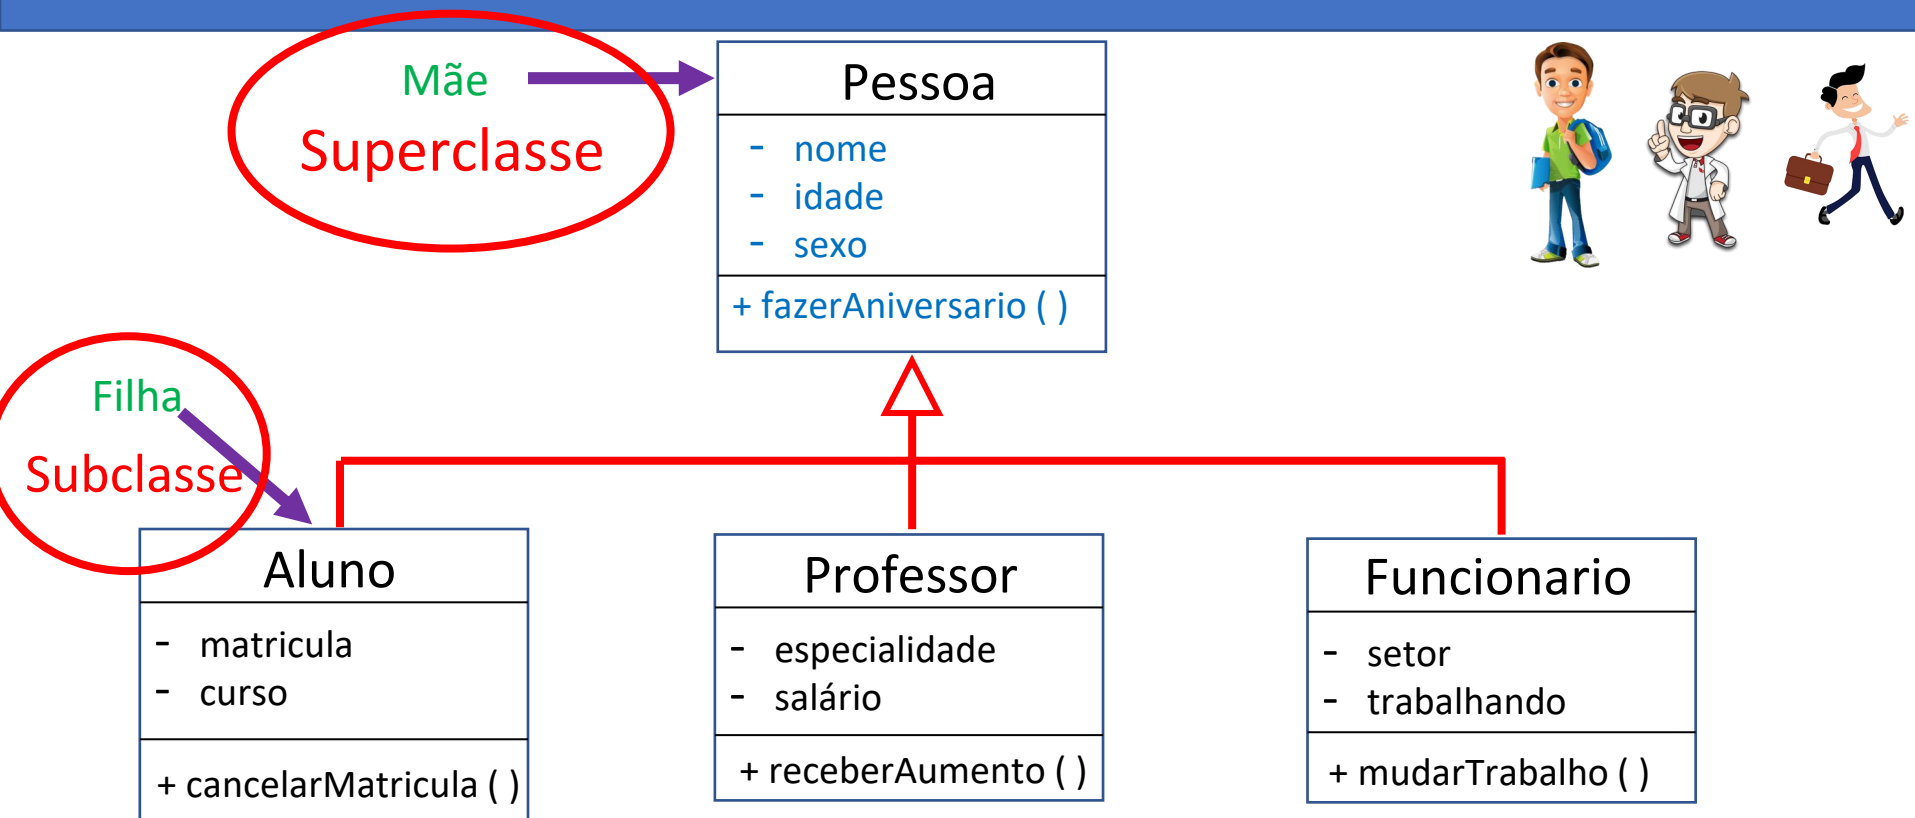 Mãe
Superclasse
Pessoa
- nome
- idade
- sexo
+ fazerAniversario ( )
Filha
Subclasse
Aluno
- matricula
- curso
+ cancelarMatricula ( )
Professor
- especialidade
- salário
+ receberAumento ( )
Funcionario
- setor
- trabalhando
+ mudarTrabalho ( )